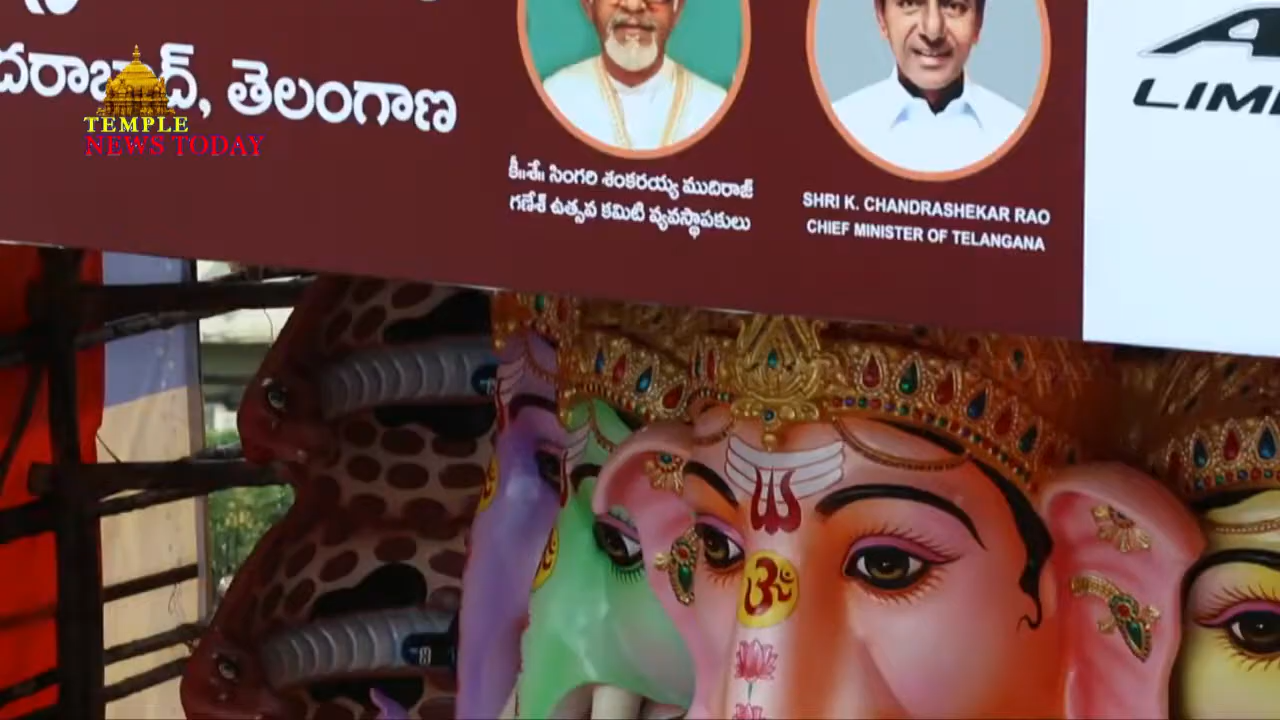 హైదరాబాద్, తెలంగాణ
TEMPLE
NEWS TODAY
కీ॥శే॥ సింగరి శంకరయ్య ముదిరాజ్
గణేశ్ ఉత్సవ కమిటి వ్యవస్థాపకులు
SHRI K. CHANDRASHEKAR RAO
CHIEF MINISTER OF TELANGANA